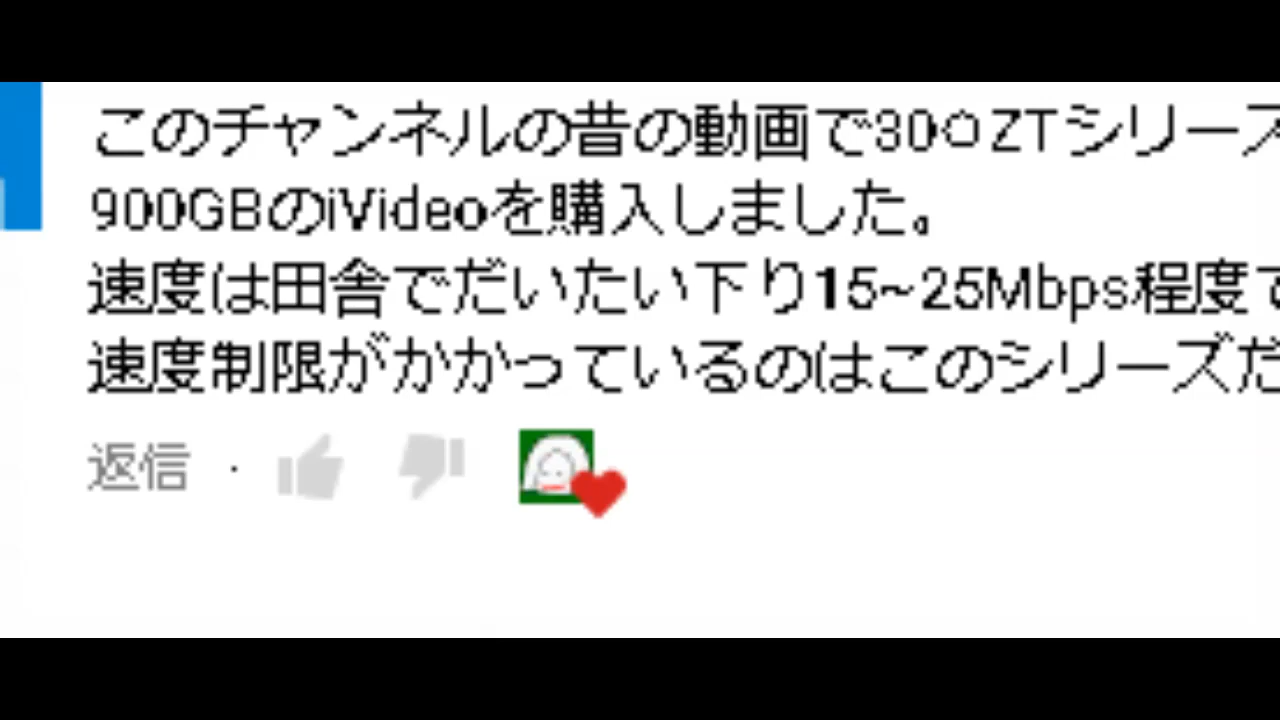 このチャンネルの昔の動画で30○ZTシリーズ
900GBのiVideoを購入しました。
速度は田舎でだいたい下り15~25Mbps程度で
速度制限がかかっているのはこのシリーズだ
返信 ·